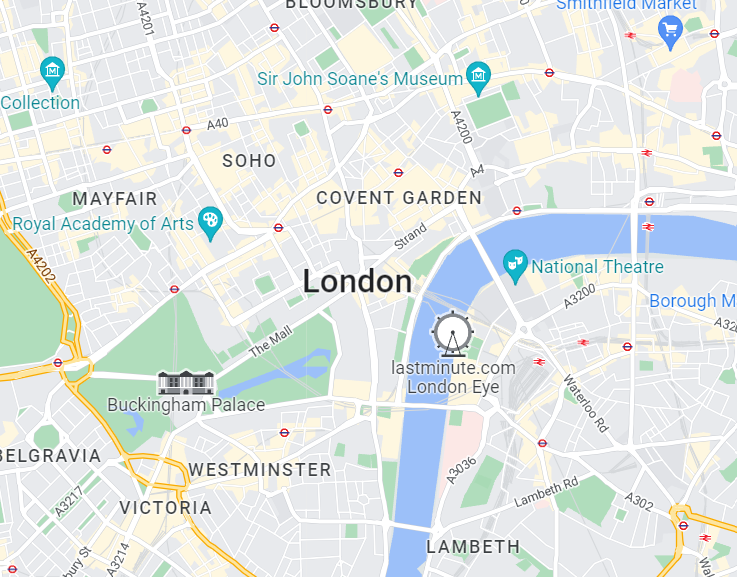 BLOOMSBURY
Smithfield Market
A4201
Collection
Sir John Soane's Museum
A40
A4200
SOHO
A4
MAYFAIR
COVENT GARDEN
Royal Academy of Arts
Strand
A4202
London
National Theatre
A3200
Borough M
The Mall
lastminute.com
London Eye
Buckingham Palace
Waterloo Rd
BELGRAVIA
WESTMINSTER
A3036
A3217
VICTORIA
Lambeth Rd
A302
A3214
LAMBETH